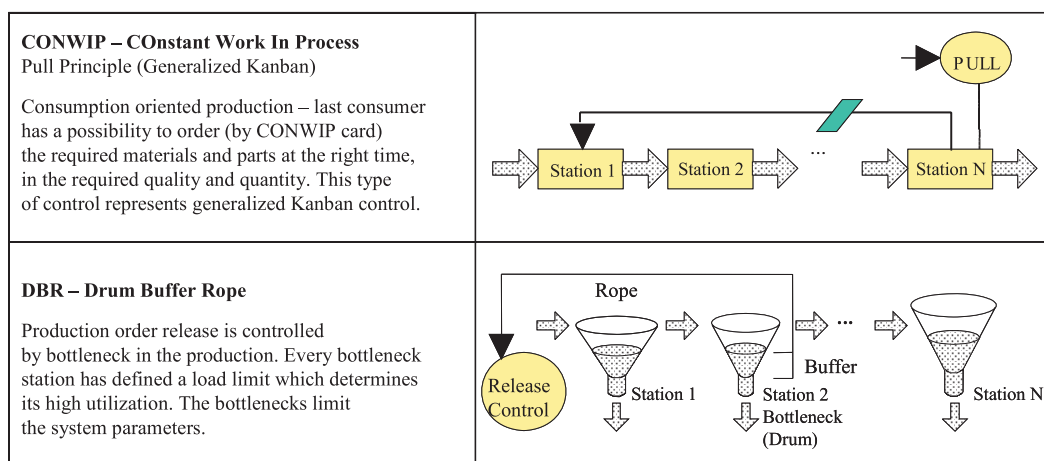 CONWIP – COnstant Work In Process
Pull Principle (Generalized Kanban)
Consumption oriented production – last consumer
has a possibility to order (by CONWIP card)
the required materials and parts at the right time,
in the required quality and quantity. This type
of control represents generalized Kanban control.
PULL
...
Station 1
Station 2
Station N
DBR – Drum Buffer Rope
Production order release is controlled
by bottleneck in the production. Every bottleneck
station has defined a load limit which determines
its high utilization. The bottlenecks limit
the system parameters.
Rope
...
Buffer
Release
Control
Station 1
Station 2
Bottleneck
(Drum)
Station N